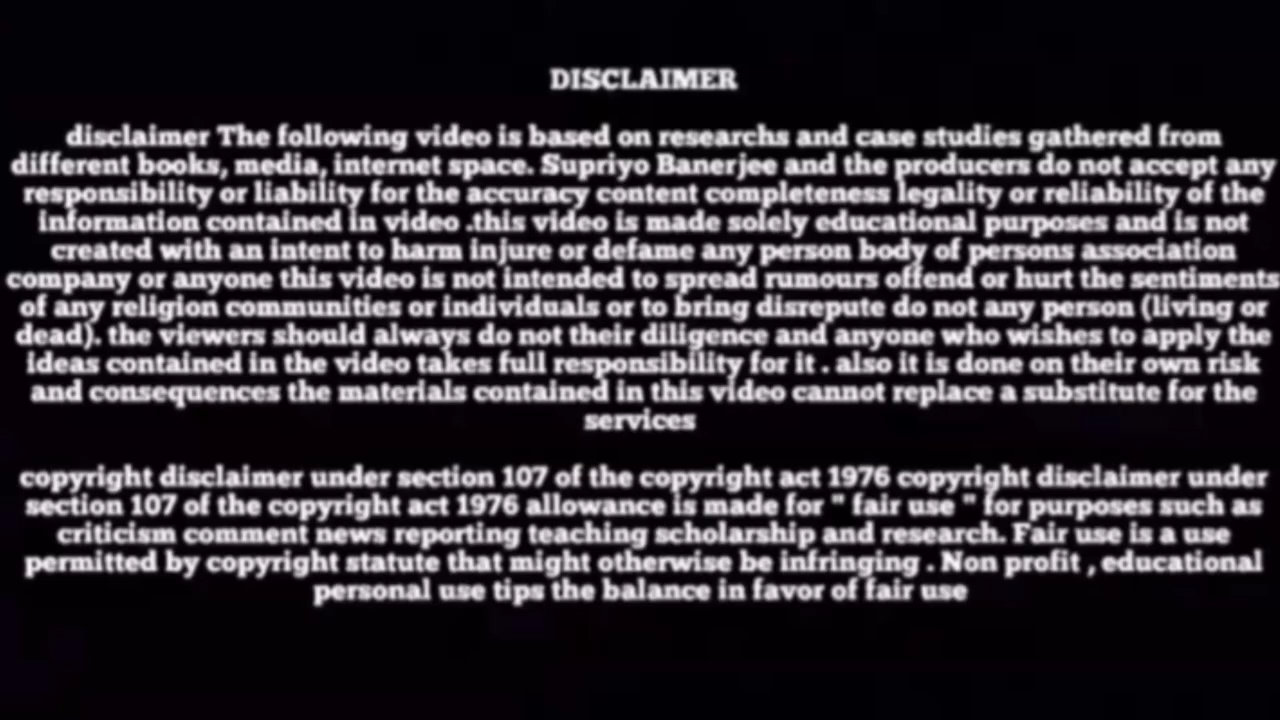 DISCLAIMER
disclaimer The following video is based on researchs and case studies gathered from
different books, media, internet space. Supriyo Banerjee and the producers do not accept any
responsibility or liability for the accuracy content completeness legality or reliability of the
information contained in video .this video is made solely educational purposes and is not
created with an intent to harm injure or defame any person body of persons association
company or anyone this video is not intended to spread rumours offend or hurt the sentiments
of any religion communities or individuals or to bring disrepute do not any person (living or
dead). the viewers should always do not their diligence and anyone who wishes to apply the
ideas contained in the video takes full responsibility for it . also it is done on their own risk
and consequences the materials contained in this video cannot replace a substitute for the
services
copyright disclaimer under section 107 of the copyright act 1976 copyright disclaimer under
section 107 of the copyright act 1976 allowance is made for " fair use " for purposes such as
criticism comment news reporting teaching scholarship and research. Fair use is a use
permitted by copyright statute that might otherwise be infringing . Non profit , educational
personal use tips the balance in favor of fair use